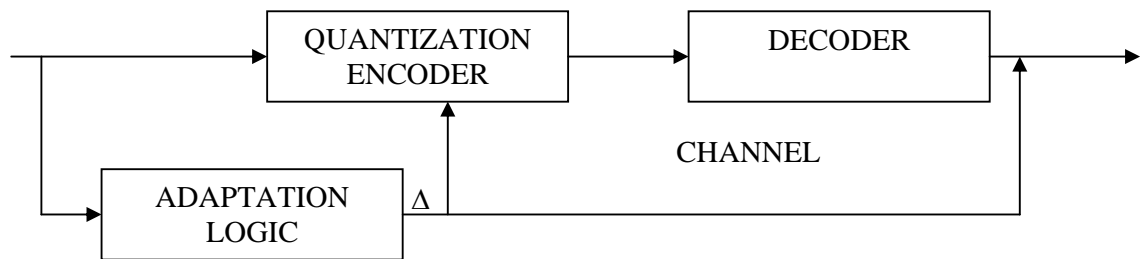 QUANTIZATION
ENCODER
DECODER
CHANNEL
ADAPTATION
LOGIC
Δ